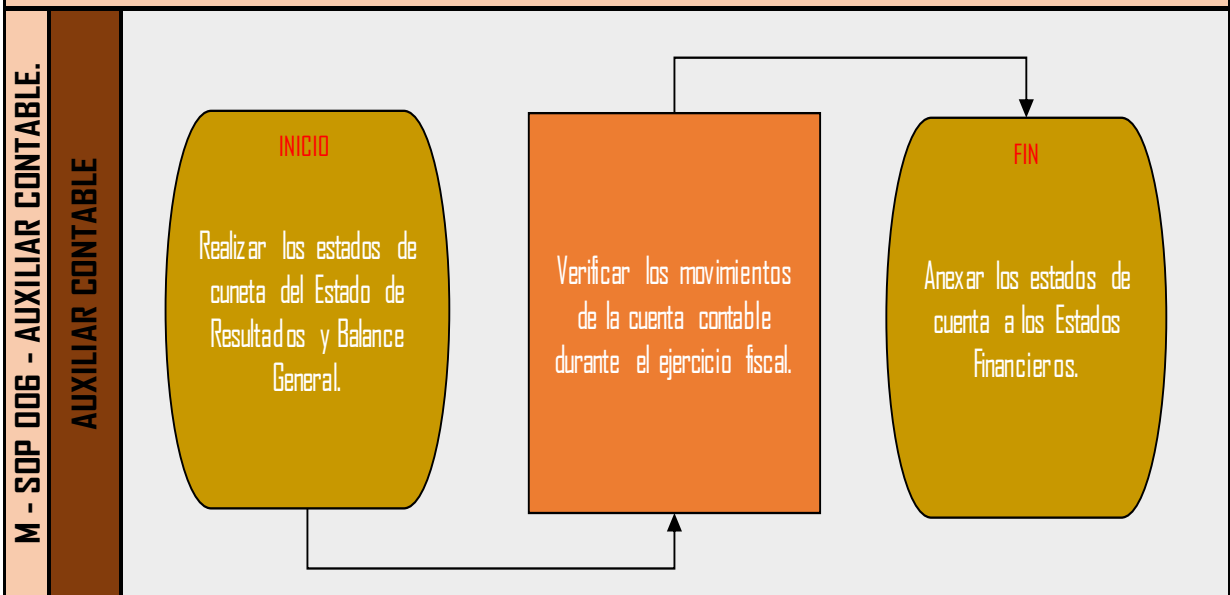 M - SOP 006 - AUXILIAR CONTABLE.
AUXILIAR CONTABLE
INICIO
Realizar los estados de
cuneta del Estado de
Resultados y Balance
General.
Verificar los movimientos
de la cuenta contable
durante el ejercicio fiscal.
FIN
Anexar los estados de
cuenta a los Estados
Financieros.